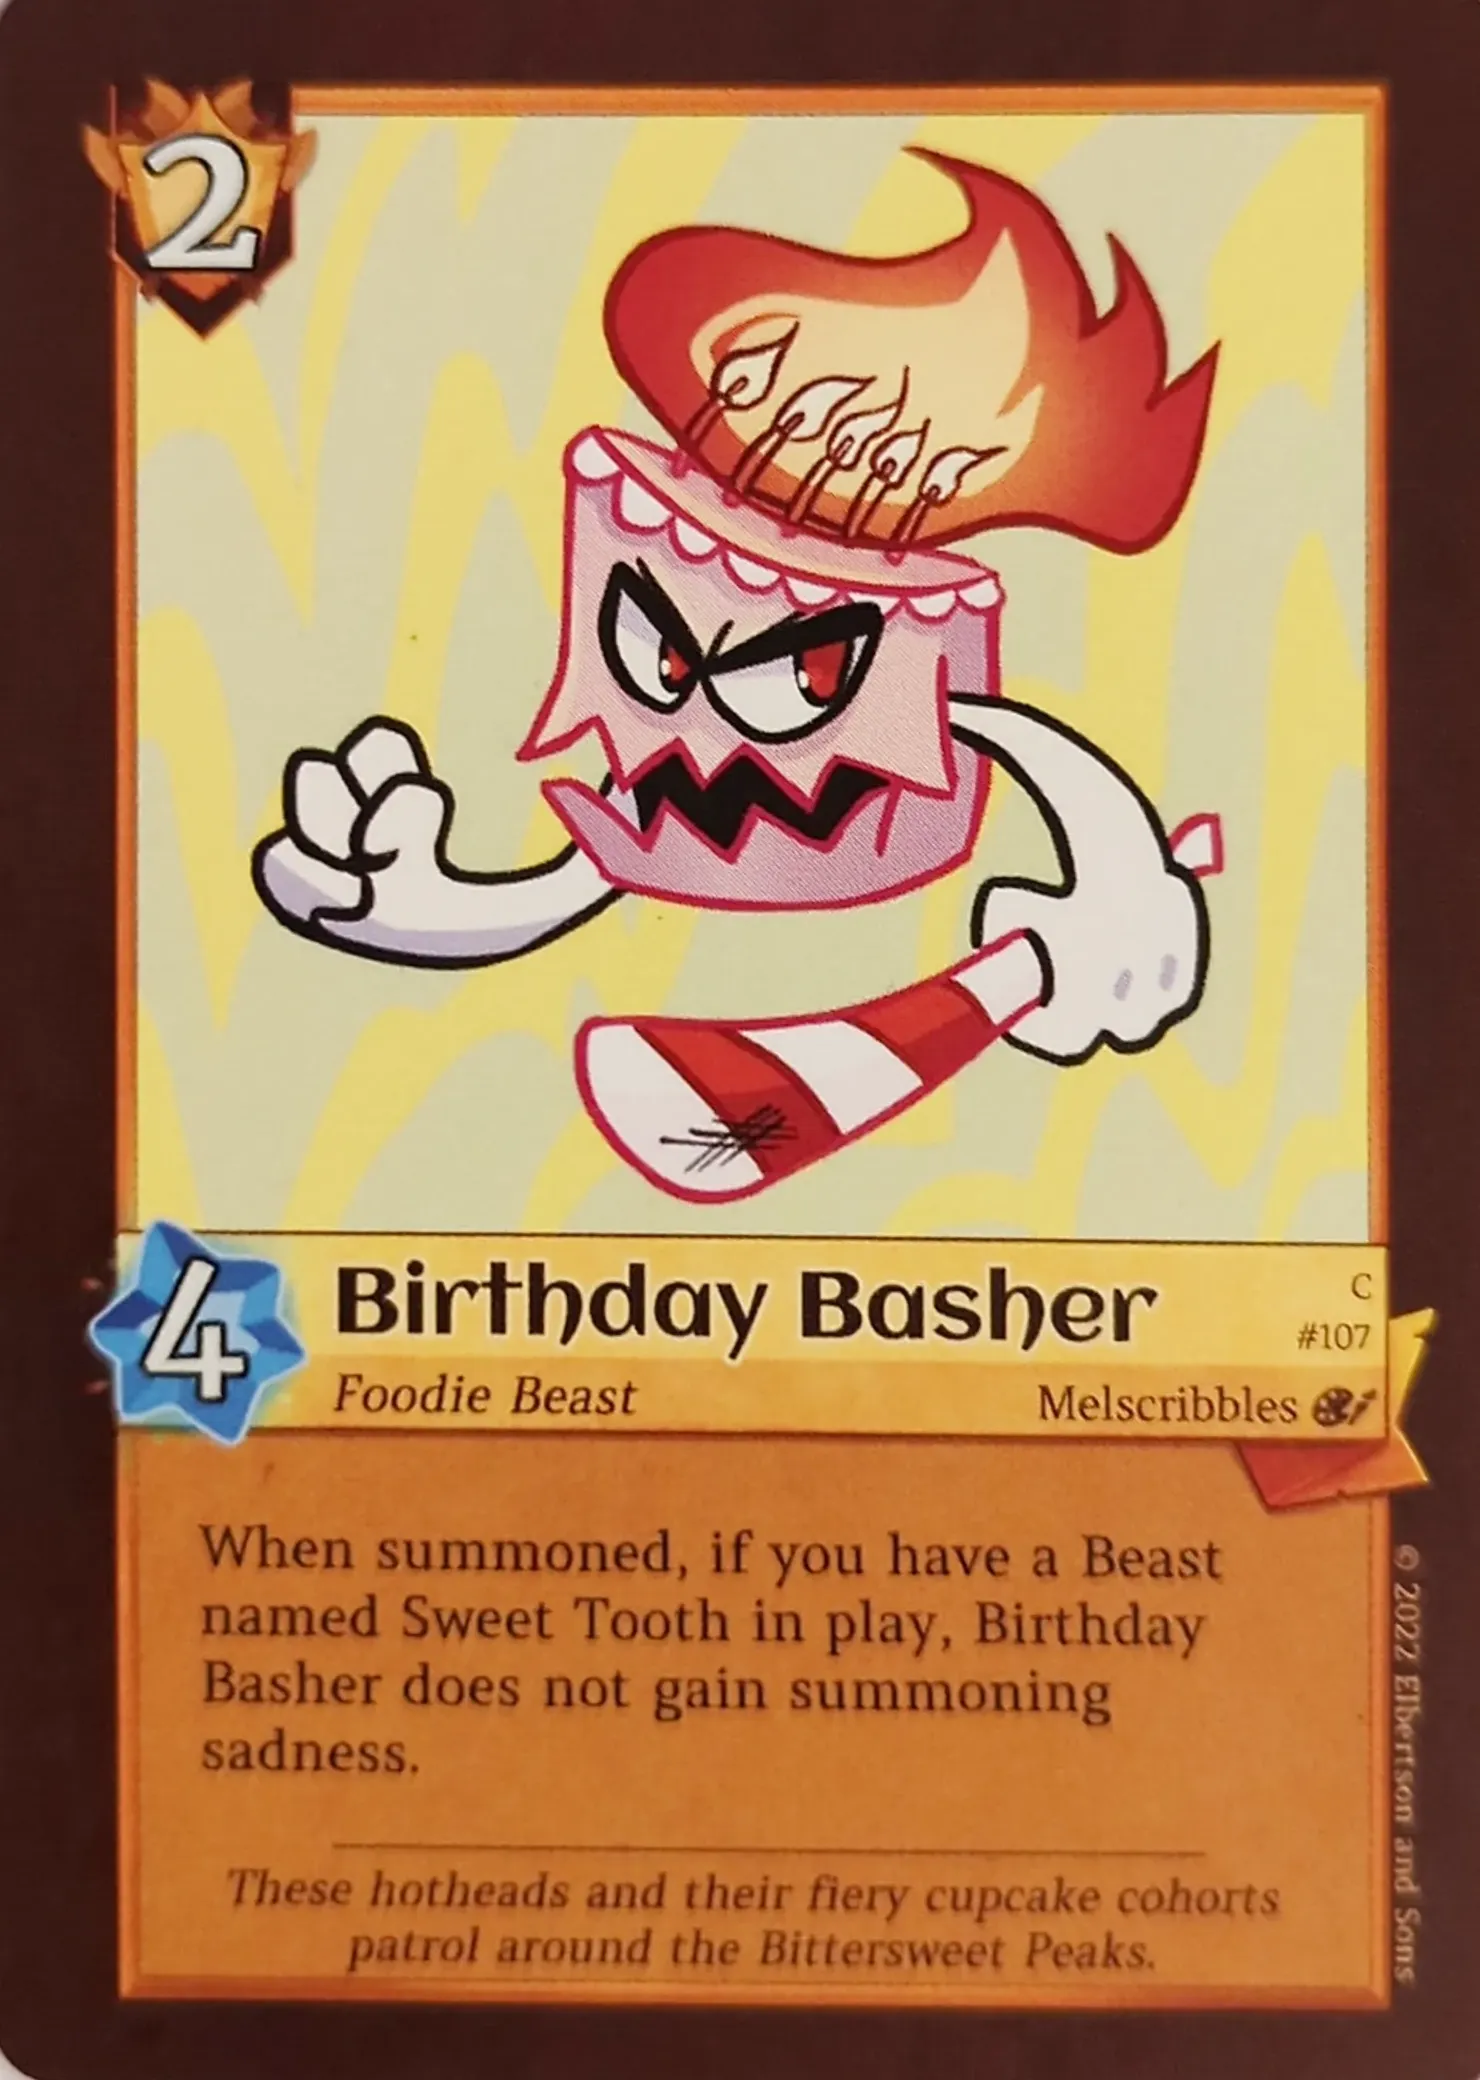 2
4
Birthday Basher
C
#107
Foodie Beast
Melscribbles
When summoned, if you have a Beast
named Sweet Tooth in play, Birthday
Basher does not gain summoning
sadness.
These hotheads and their fiery cupcake cohorts
patrol around the Bittersweet Peaks.
© 2022 Elbertson and Sons